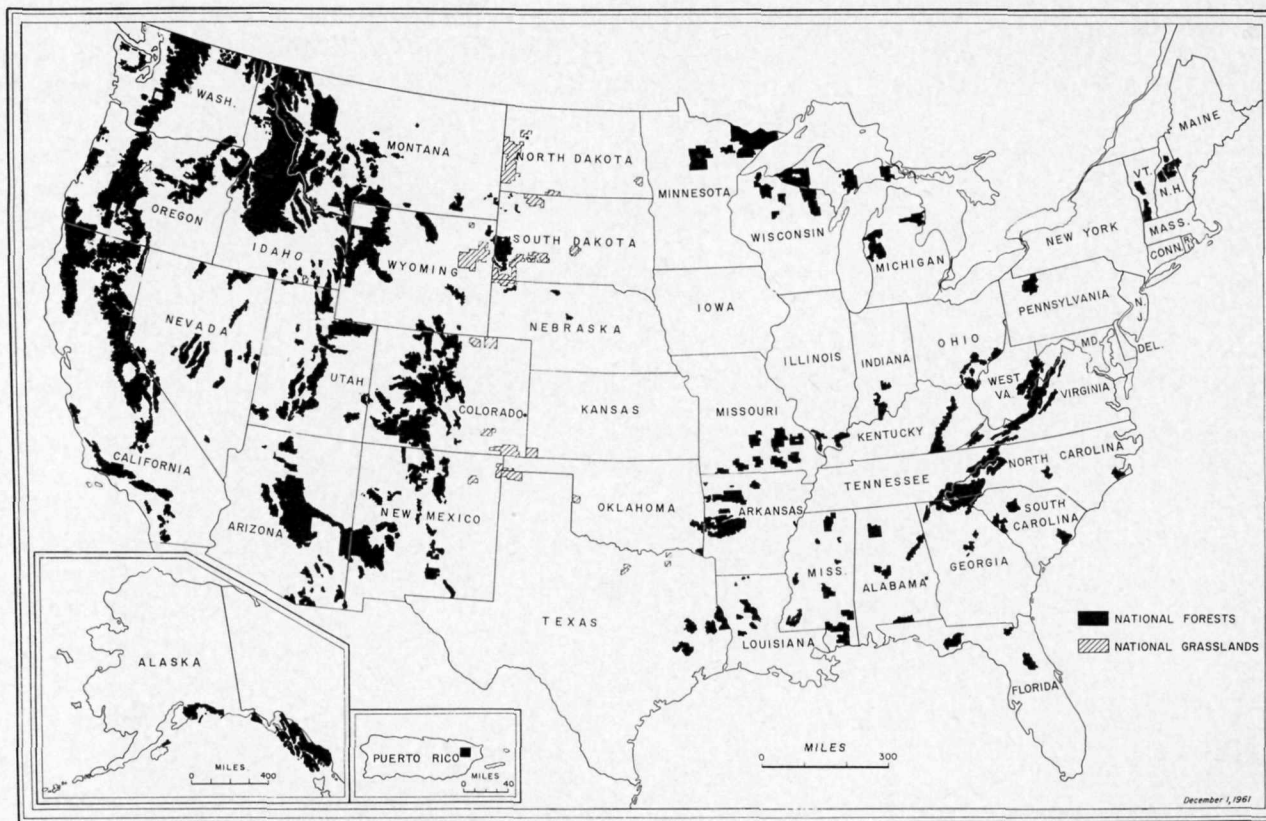 WASH.
MONTANA
NORTH DAKOTA
MINNESOTA
MAINE
VT.
N.H.
OREGON
IDAHO
WYOMING
SOUTH DAKOTA
WISCONSIN
MICHIGAN
NEW YORK
MASS.
CONN.
R.I.
NEVADA
UTAH
COLORADO
NEBRASKA
IOWA
ILLINOIS
INDIANA
OHIO
PENNSYLVANIA
N.
J.
MD.
DEL.
WEST
VA.
VIRGINIA
CALIFORNIA
KANSAS
MISSOURI
KENTUCKY
NORTH CAROLINA
TENNESSEE
ARIZONA
NEW MEXICO
OKLAHOMA
ARKANSAS
SOUTH
CAROLINA
MISS.
ALABAMA
GEORGIA
TEXAS
LOUISIANA
FLORIDA
NATIONAL FORESTS
NATIONAL GRASSLANDS
ALASKA
MILES
0 400
PUERTO RICO
MILES
0 40
MILES
0 300
December 1, 1961